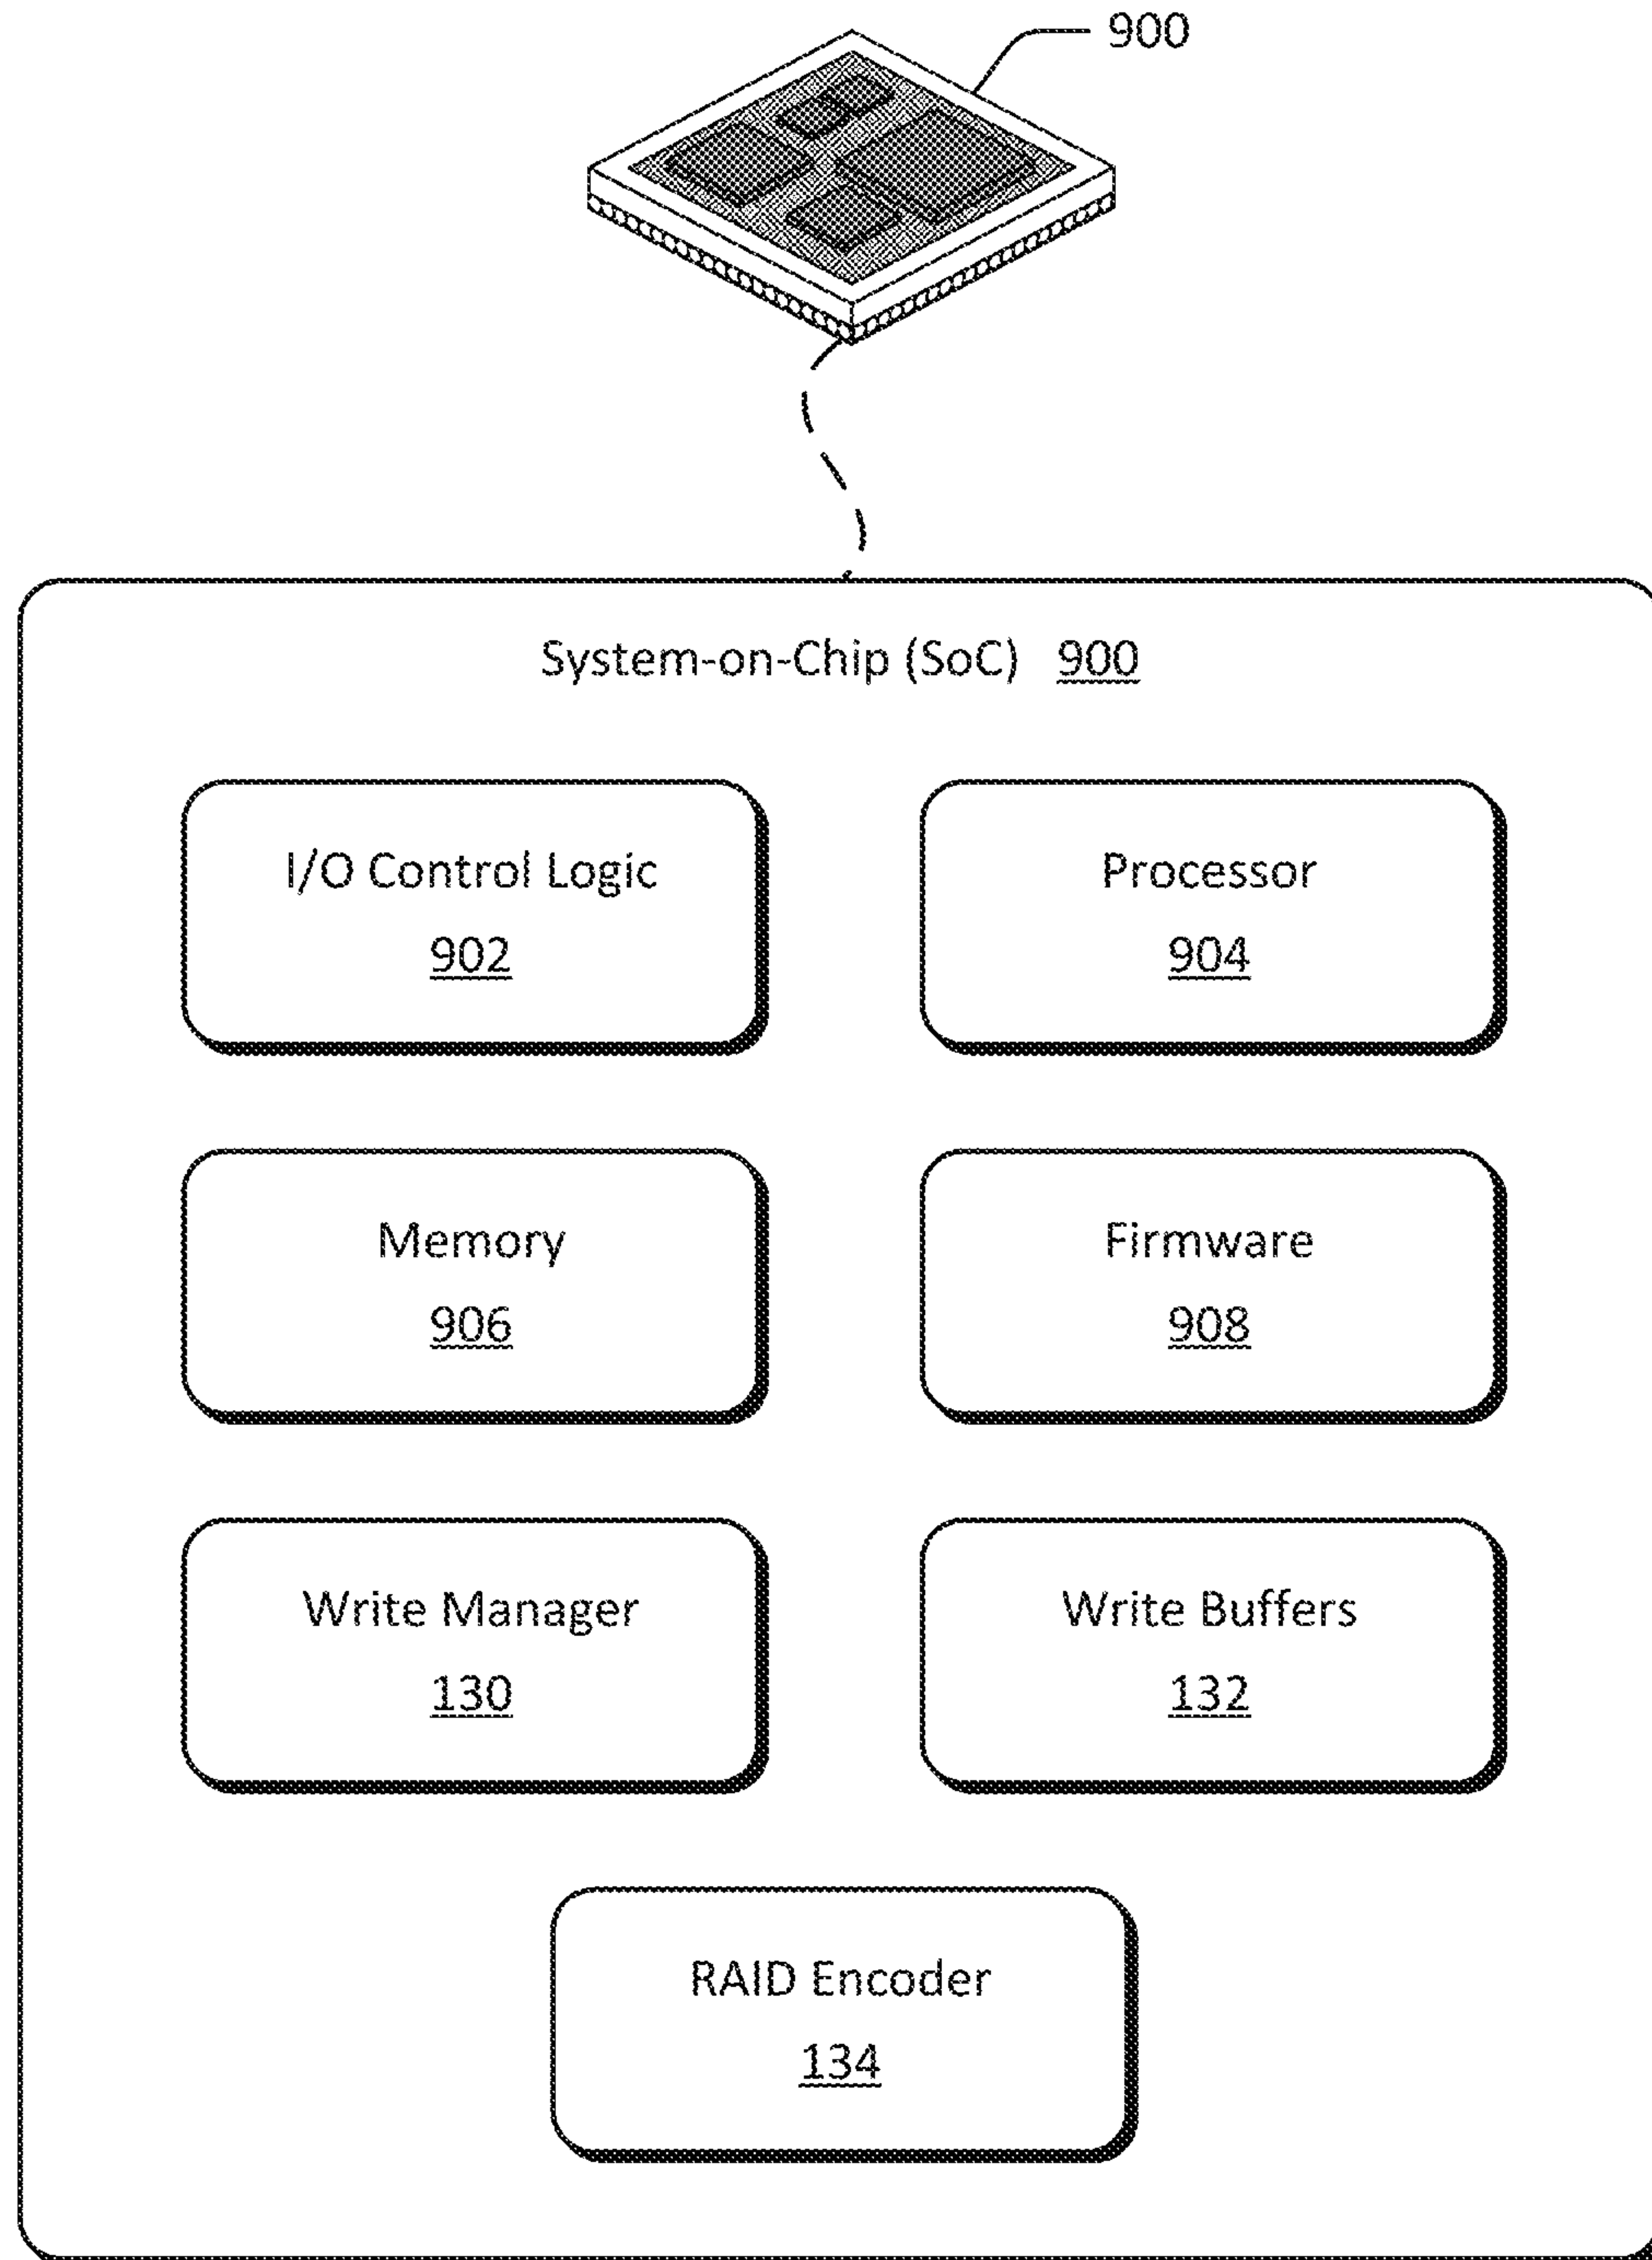 900
System-on-Chip (SoC) 900
I/O Control Logic
902
Processor
904
Memory
906
Firmware
908
Write Manager
130
Write Buffers
132
RAID Encoder
134